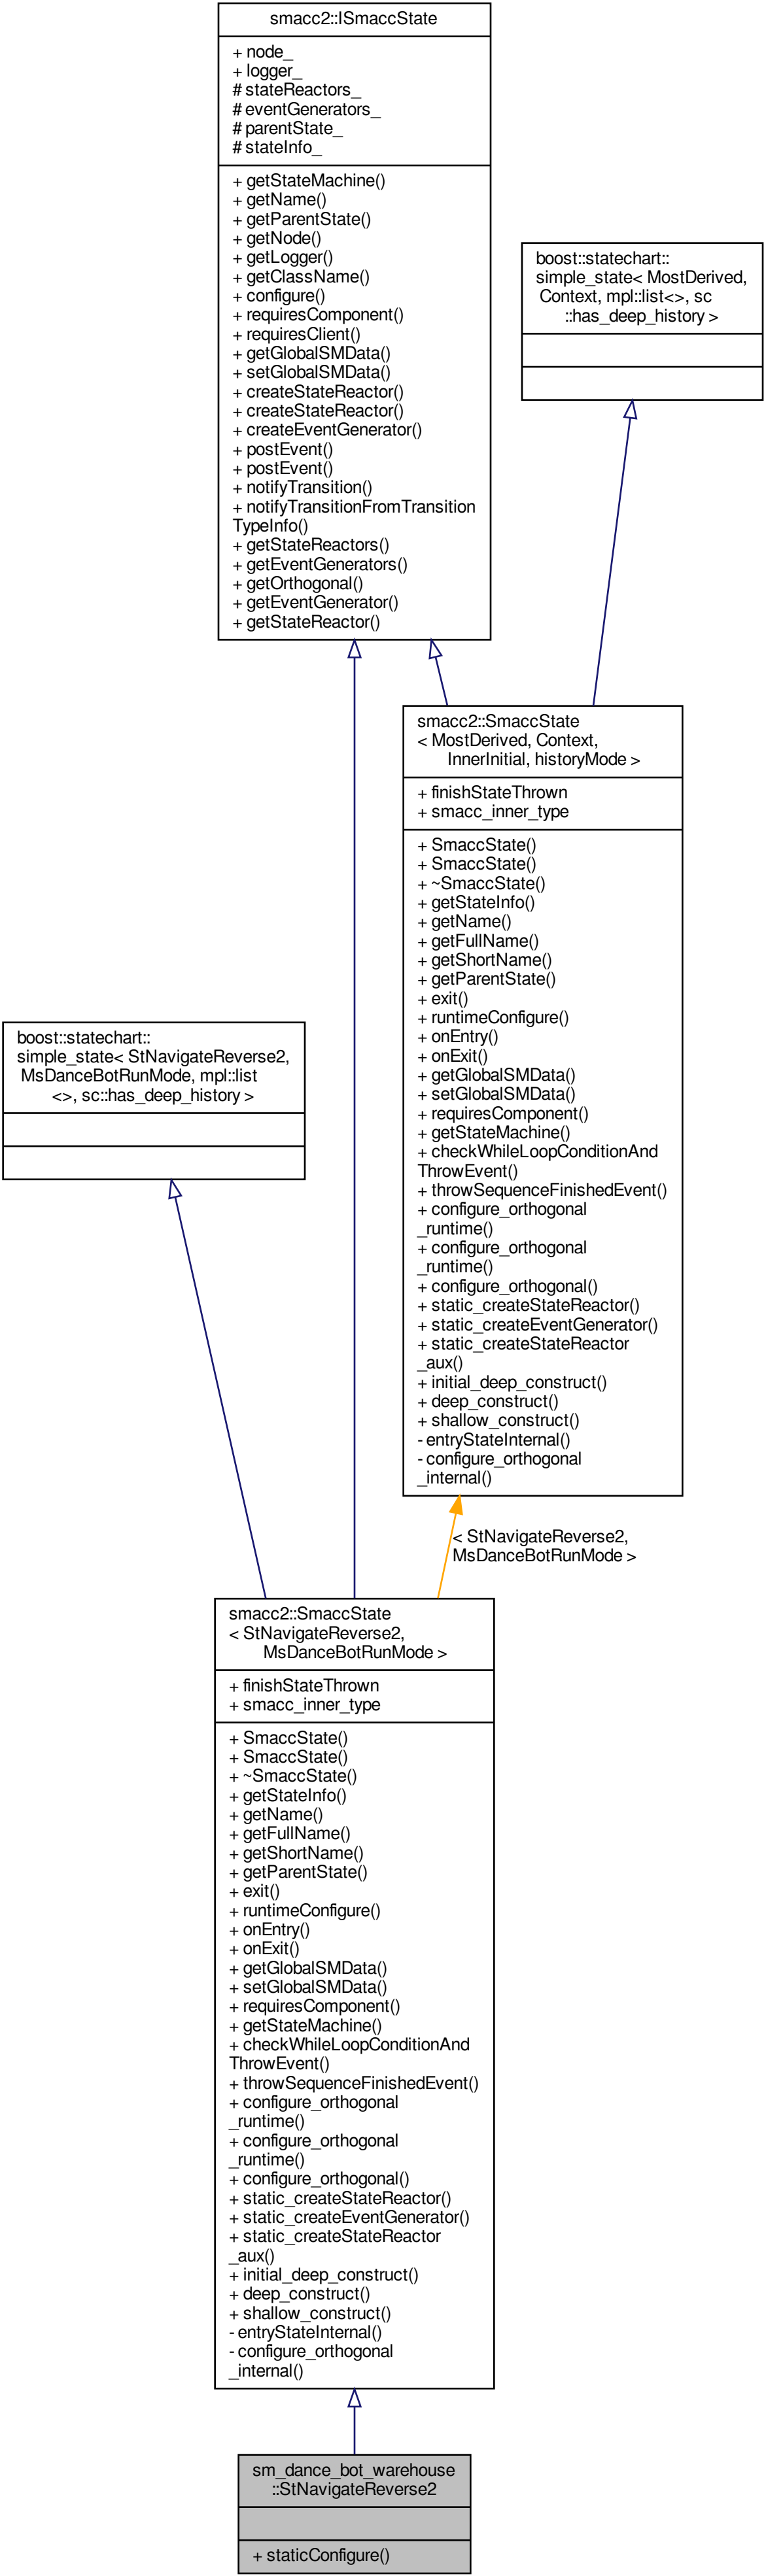 smacc2::ISmaccState
+ node_
+ logger_
# stateReactors_
# eventGenerators_
# parentState_
# stateInfo_
+ getStateMachine()
+ getName()
+ getParentState()
+ getNode()
+ getLogger()
+ getClassName()
+ configure()
+ requiresComponent()
+ requiresClient()
+ getGlobalSMData()
+ setGlobalSMData()
+ createStateReactor()
+ createStateReactor()
+ createEventGenerator()
+ postEvent()
+ postEvent()
+ notifyTransition()
+ notifyTransitionFromTransition
TypeInfo()
+ getStateReactors()
+ getEventGenerators()
+ getOrthogonal()
+ getEventGenerator()
+ getStateReactor()
boost::statechart::
simple_state< MostDerived,
Context, mpl::list<>, sc
::has_deep_history >
smacc2::SmaccState
< MostDerived, Context,
InnerInitial, historyMode >
+ finishStateThrown
+ smacc_inner_type
+ SmaccState()
+ SmaccState()
+ ~SmaccState()
+ getStateInfo()
+ getName()
+ getFullName()
+ getShortName()
+ getParentState()
+ exit()
+ runtimeConfigure()
+ onEntry()
+ onExit()
+ getGlobalSMData()
+ setGlobalSMData()
+ requiresComponent()
+ getStateMachine()
+ checkWhileLoopConditionAnd
ThrowEvent()
+ throwSequenceFinishedEvent()
+ configure_orthogonal
_runtime()
+ configure_orthogonal
_runtime()
+ configure_orthogonal()
+ static_createStateReactor()
+ static_createEventGenerator()
+ static_createStateReactor
_aux()
+ initial_deep_construct()
+ deep_construct()
+ shallow_construct()
- entryStateInternal()
- configure_orthogonal
_internal()
boost::statechart::
simple_state< StNavigateReverse2,
MsDanceBotRunMode, mpl::list
<>, sc::has_deep_history >
< StNavigateReverse2,
MsDanceBotRunMode >
smacc2::SmaccState
< StNavigateReverse2,
MsDanceBotRunMode >
+ finishStateThrown
+ smacc_inner_type
+ SmaccState()
+ SmaccState()
+ ~SmaccState()
+ getStateInfo()
+ getName()
+ getFullName()
+ getShortName()
+ getParentState()
+ exit()
+ runtimeConfigure()
+ onEntry()
+ onExit()
+ getGlobalSMData()
+ setGlobalSMData()
+ requiresComponent()
+ getStateMachine()
+ checkWhileLoopConditionAnd
ThrowEvent()
+ throwSequenceFinishedEvent()
+ configure_orthogonal
_runtime()
+ configure_orthogonal
_runtime()
+ configure_orthogonal()
+ static_createStateReactor()
+ static_createEventGenerator()
+ static_createStateReactor
_aux()
+ initial_deep_construct()
+ deep_construct()
+ shallow_construct()
- entryStateInternal()
- configure_orthogonal
_internal()
sm_dance_bot_warehouse
::StNavigateReverse2
+ staticConfigure()